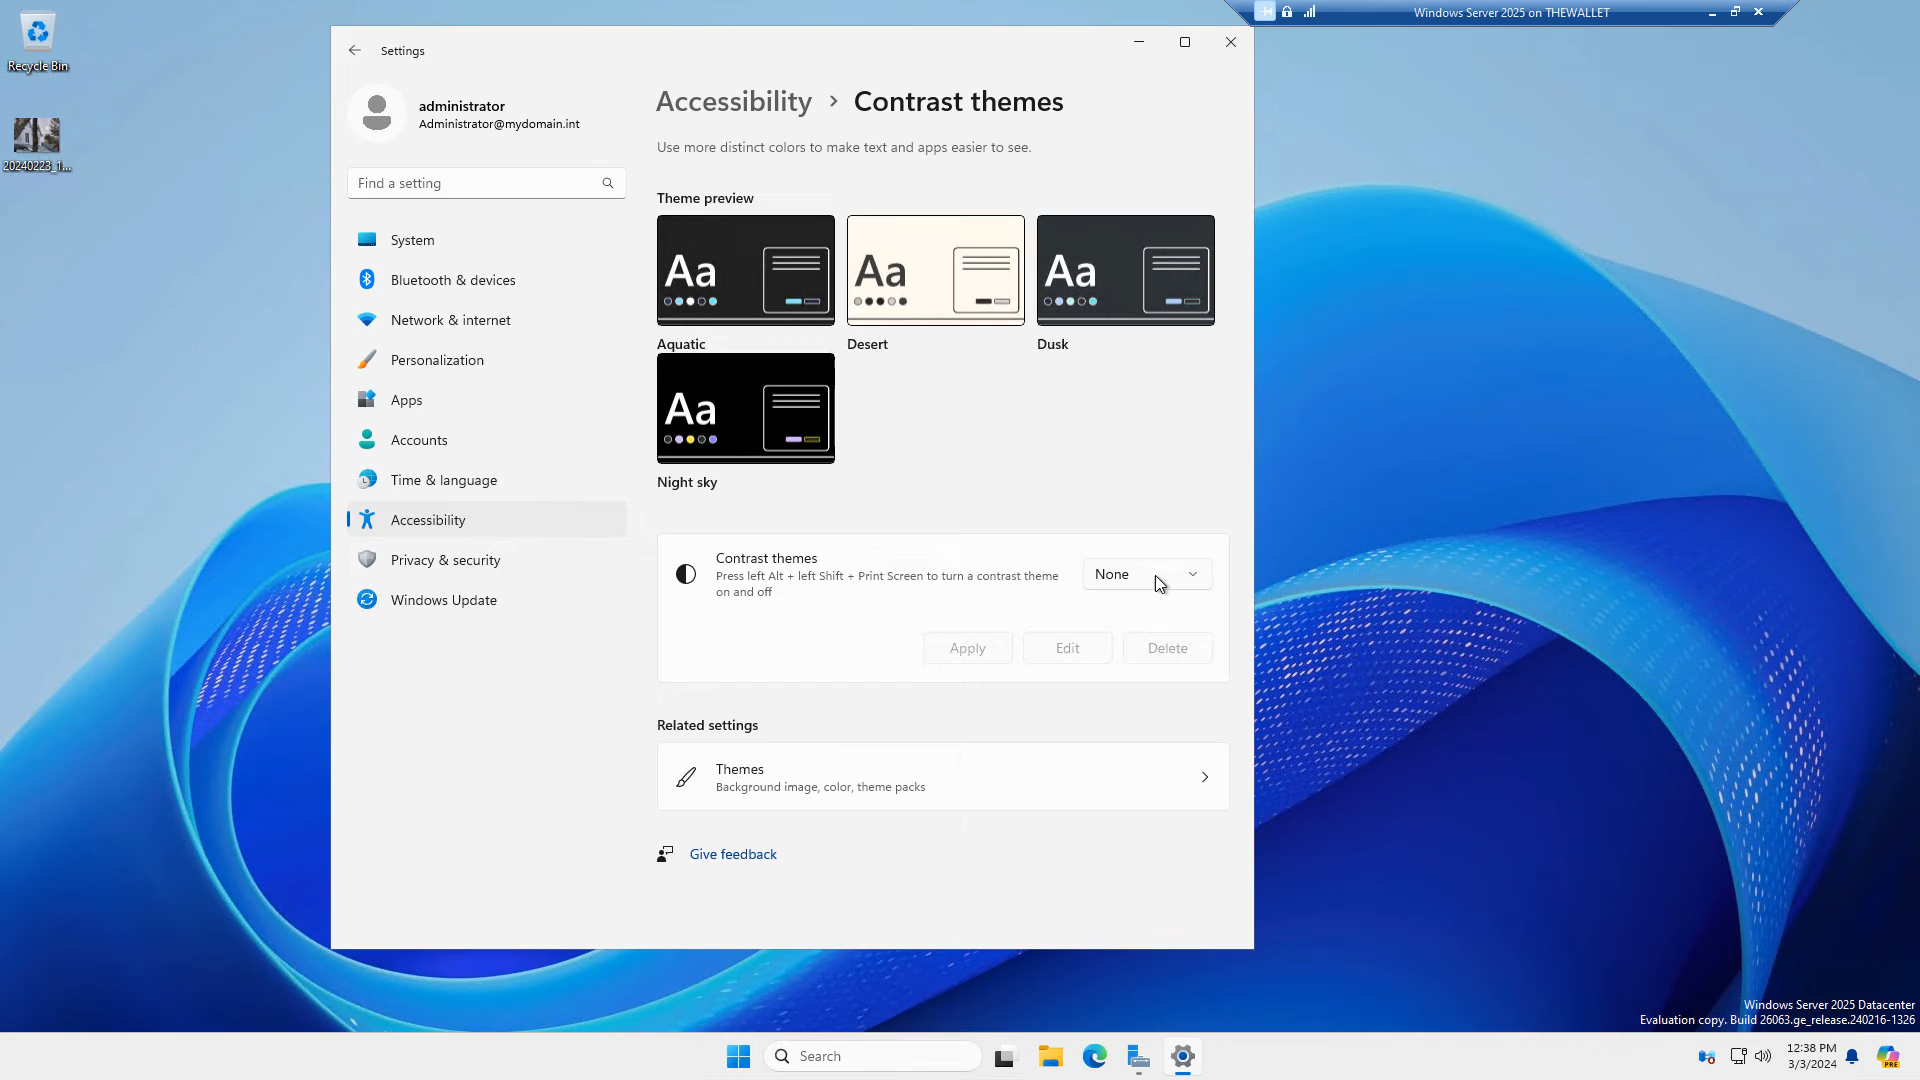 Windows Server 2025 on THEWALLET
Recycle Bin
20240223_1...
Settings
administrator
Administrator@mydomain.int
Find a setting
System
Bluetooth & devices
Network & internet
Personalization
Apps
Accounts
Time & language
Accessibility
Privacy & security
Windows Update
Accessibility > Contrast themes
Use more distinct colors to make text and apps easier to see.
Theme preview
Aa
Aa
Aa
Aquatic
Desert
Dusk
Aa
Night sky
Contrast themes
Press left Alt + left Shift + Print Screen to turn a contrast theme
on and off
None
Apply
Edit
Delete
Related settings
Themes
Background image, color, theme packs
Give feedback
Windows Server 2025 Datacenter
Evaluation copy. Build 26063.ge_release.240216-1326
Search
12:38 PM
3/3/2024
PRE